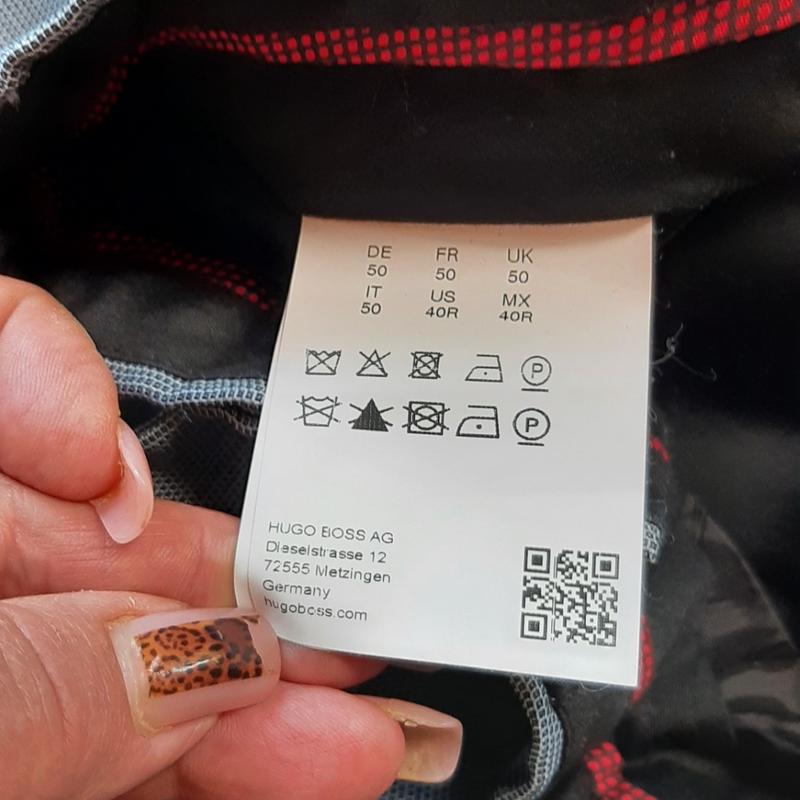 DE FR UK
50 50 50
IT US MX
50 40R 40R
P
P
HUGO BOSS AG
Dieselstrasse 12
72555 Metzingen
Germany
hugoboss.com